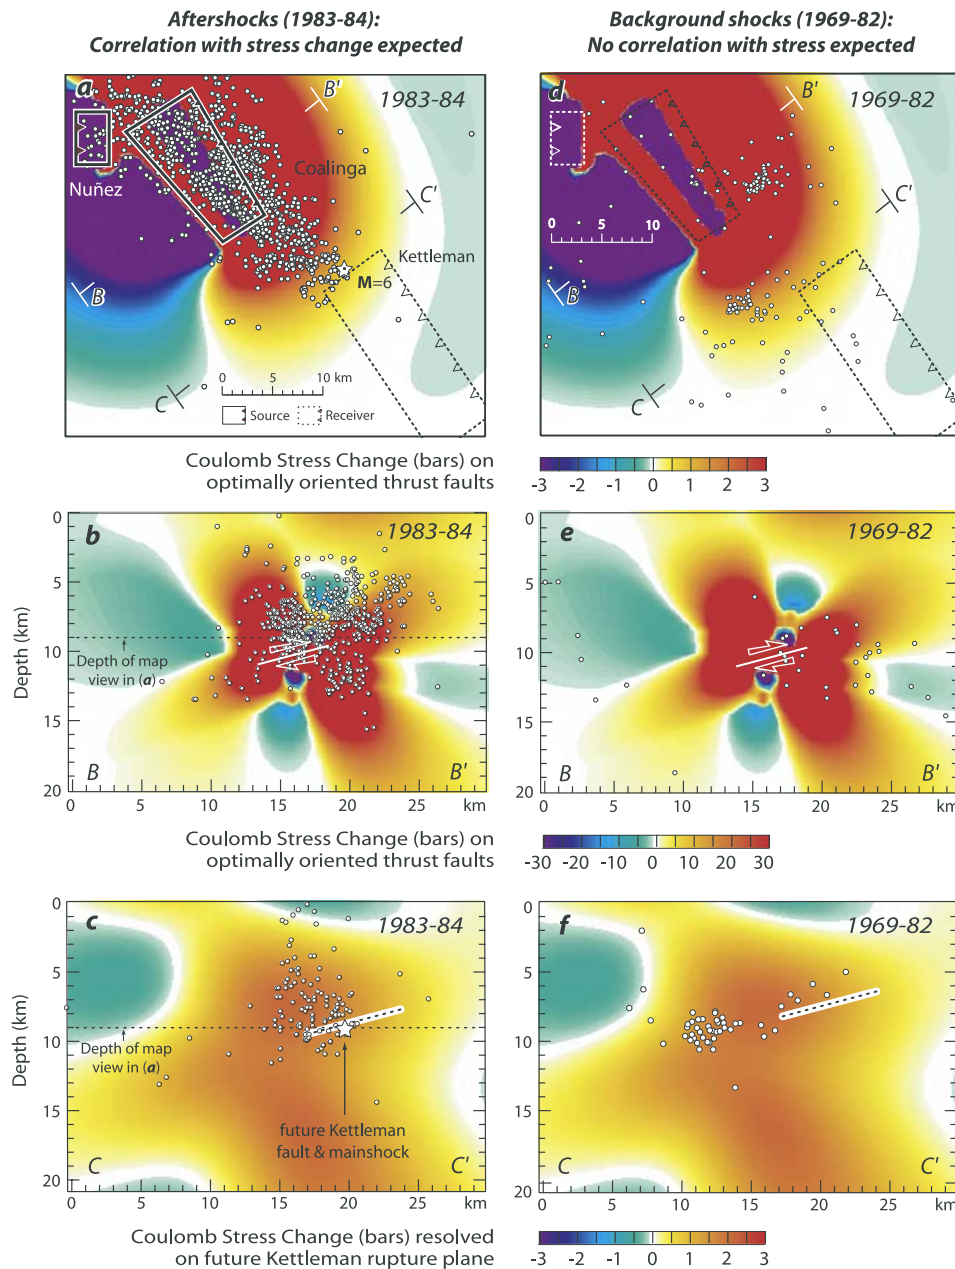 Aftershocks (1983-84):
Correlation with stress change expected
Background shocks (1969-82):
No correlation with stress expected
a
1983-84
B'
Nuñez
Coalinga
C'
Kettleman
M=6
B
C
0 5 10 km
Source
Receiver
d
1969-82
B'
C'
0 5 10
B
C
Coulomb Stress Change (bars) on
optimally oriented thrust faults
-3 -2 -1 0 1 2 3
b
1983-84
0
5
10
15
20
Depth (km)
Depth of map
view in (a)
B
B'
0 5 10 15 20 25 km
e
1969-82
0
5
10
15
20
B
B'
0 5 10 15 20 25 km
Coulomb Stress Change (bars) on
optimally oriented thrust faults
-30 -20 -10 0 10 20 30
c
1983-84
0
5
10
15
20
Depth (km)
Depth of map
view in (a)
future Kettleman
fault & mainshock
C
C'
0 5 10 15 20 25 km
f
1969-82
0
5
10
15
20
C
C'
0 5 10 15 20 25 km
Coulomb Stress Change (bars) resolved
on future Kettleman rupture plane
-3 -2 -1 0 1 2 3